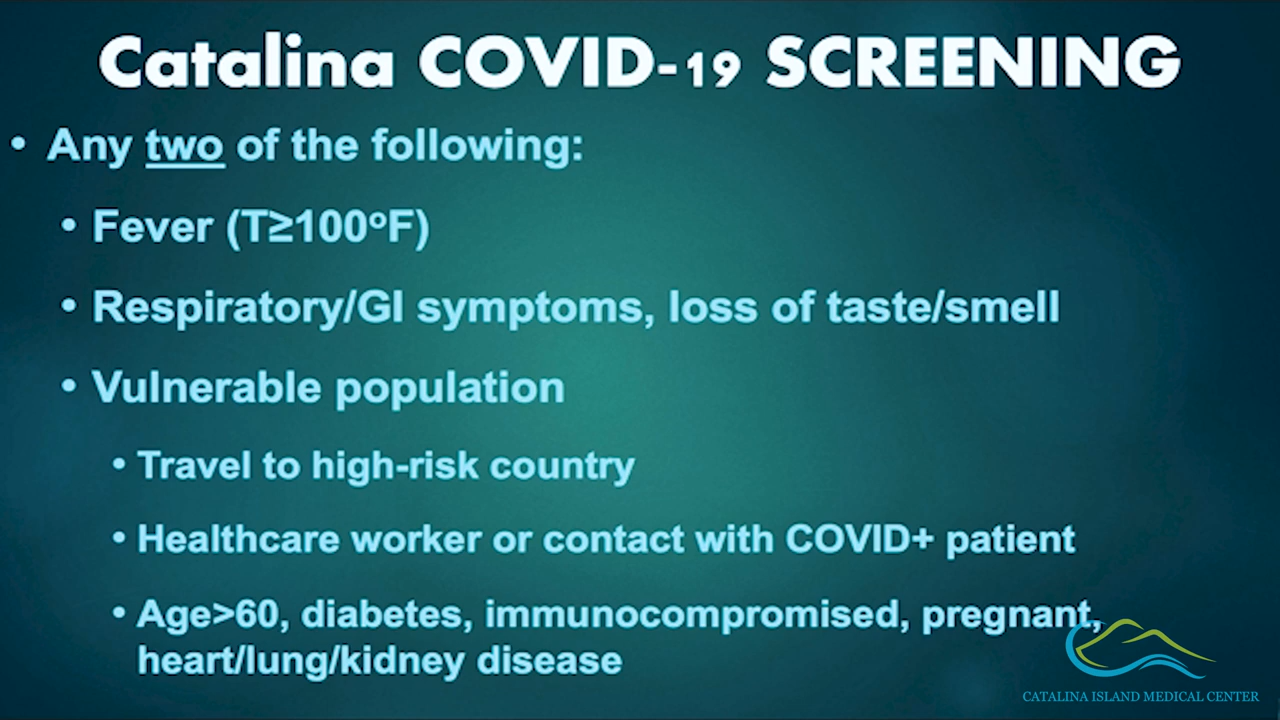 Catalina COVID-19 SCREENING
• Any two of the following:
• Fever (T≥100ºF)
• Respiratory/GI symptoms, loss of taste/smell
• Vulnerable population
• Travel to high-risk country
• Healthcare worker or contact with COVID+ patient
• Age>60, diabetes, immunocompromised, pregnant,
heart/lung/kidney disease
CATALINA ISLAND MEDICAL CENTER